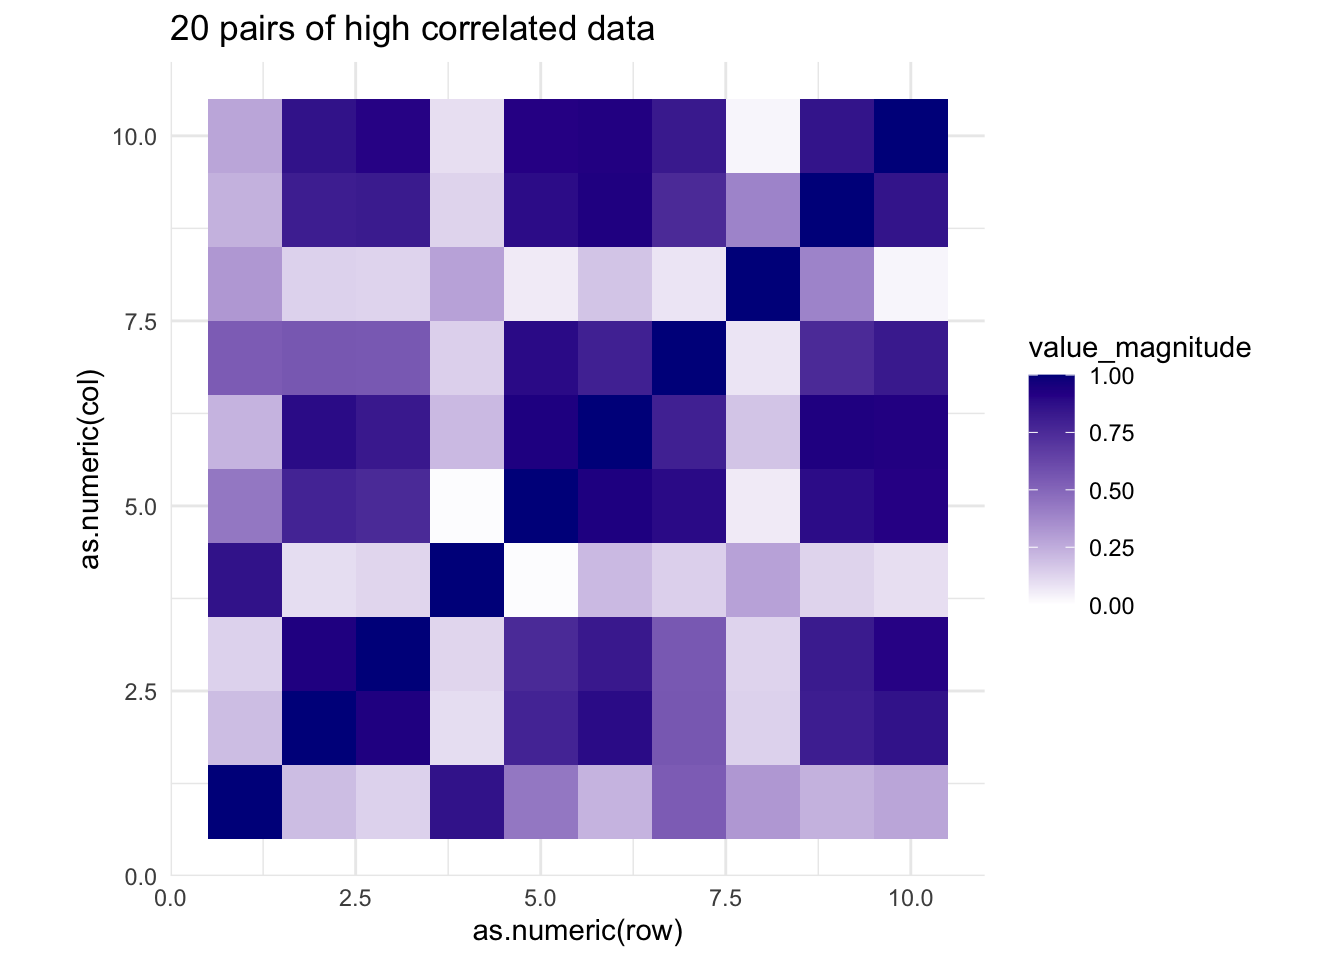 20 pairs of high correlated data
10.0
7.5
5.0
2.5
0.0
as.numeric(col)
0.0 2.5 5.0 7.5 10.0
as.numeric(row)
value_magnitude
1.00
0.75
0.50
0.25
0.00